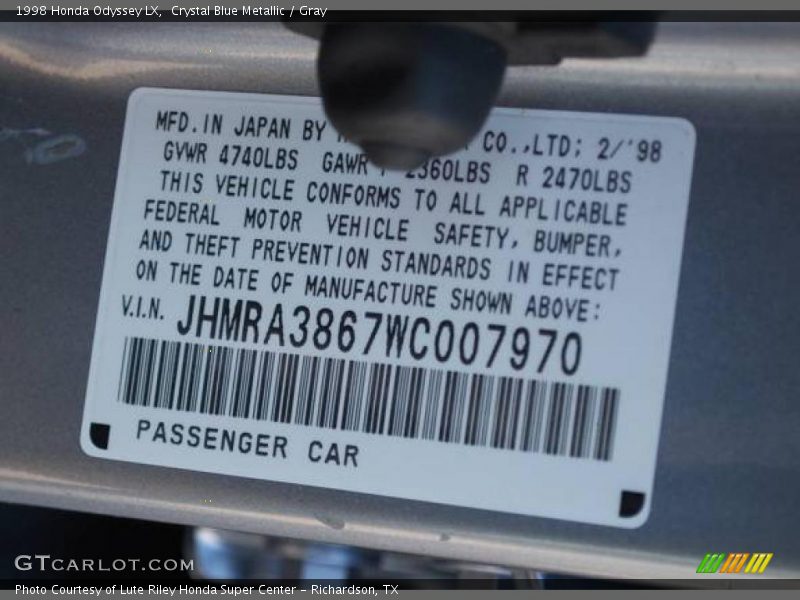 1998 Honda Odyssey LX,  Crystal Blue Metallic / Gray
MFD. IN JAPAN BY CO.,LTD; 2/'98
GVWR 4740LBS GAWR 2360LBS R 2470LBS
THIS VEHICLE CONFORMS TO ALL APPLICABLE
FEDERAL MOTOR VEHICLE SAFETY, BUMPER,
AND THEFT PREVENTION STANDARDS IN EFFECT
ON THE DATE OF MANUFACTURE SHOWN ABOVE:
V.I.N. JHMRA3867WC007970
PASSENGER CAR
GTCARLOT.COM
Photo Courtesy of Lute Riley Honda Super Center – Richardson, TX